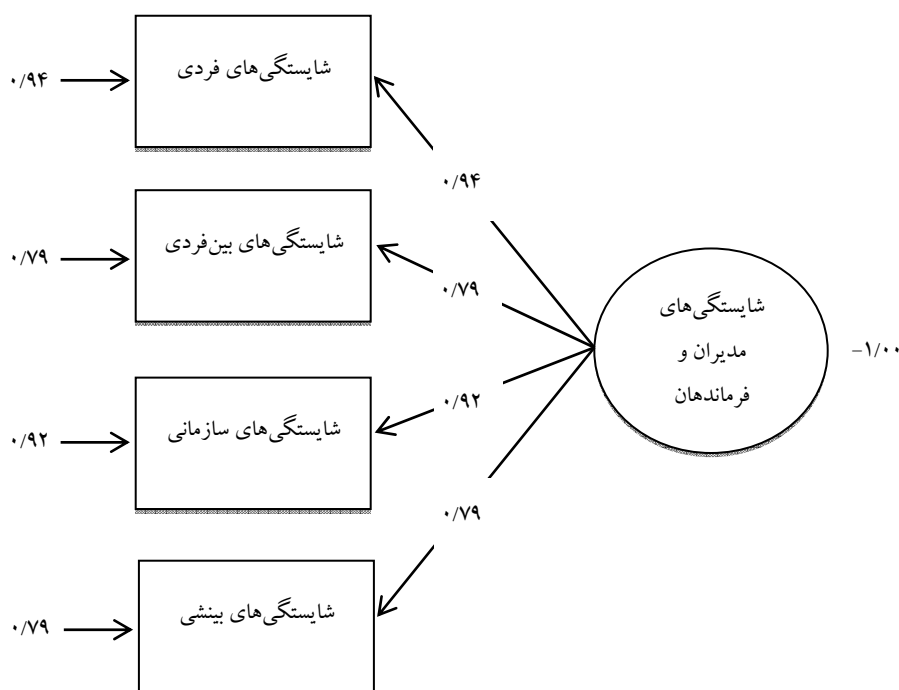 شایستگی‌های فردی
۰/۹۴
۰/۹۴
شایستگی‌های بین‌فردی
۰/۷۹
۰/۷۹
شایستگی‌های
مدیران و
فرماندهان
–۱/۰۰
شایستگی‌های سازمانی
۰/۹۲
۰/۹۲
شایستگی‌های بینشی
۰/۷۹
۰/۷۹